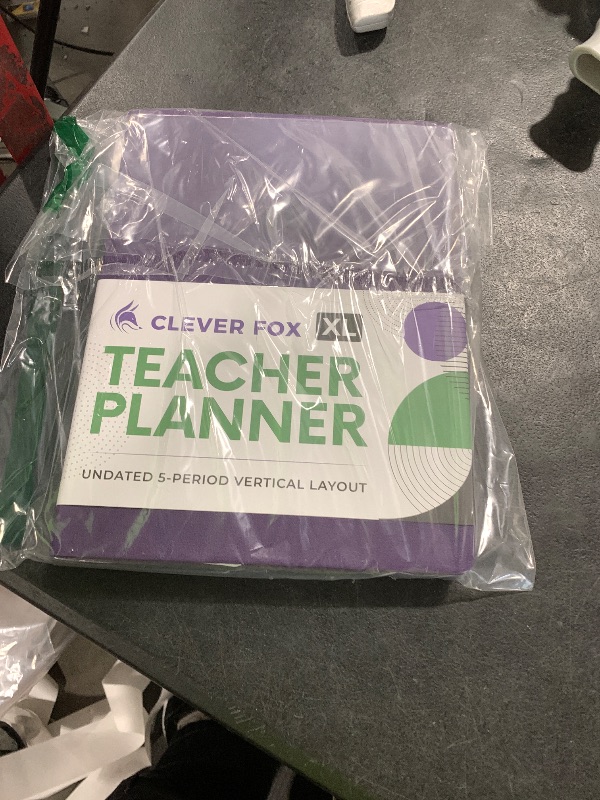 CLEVER FOX XL
TEACHER
PLANNER
UNDATED 5-PERIOD VERTICAL LAYOUT